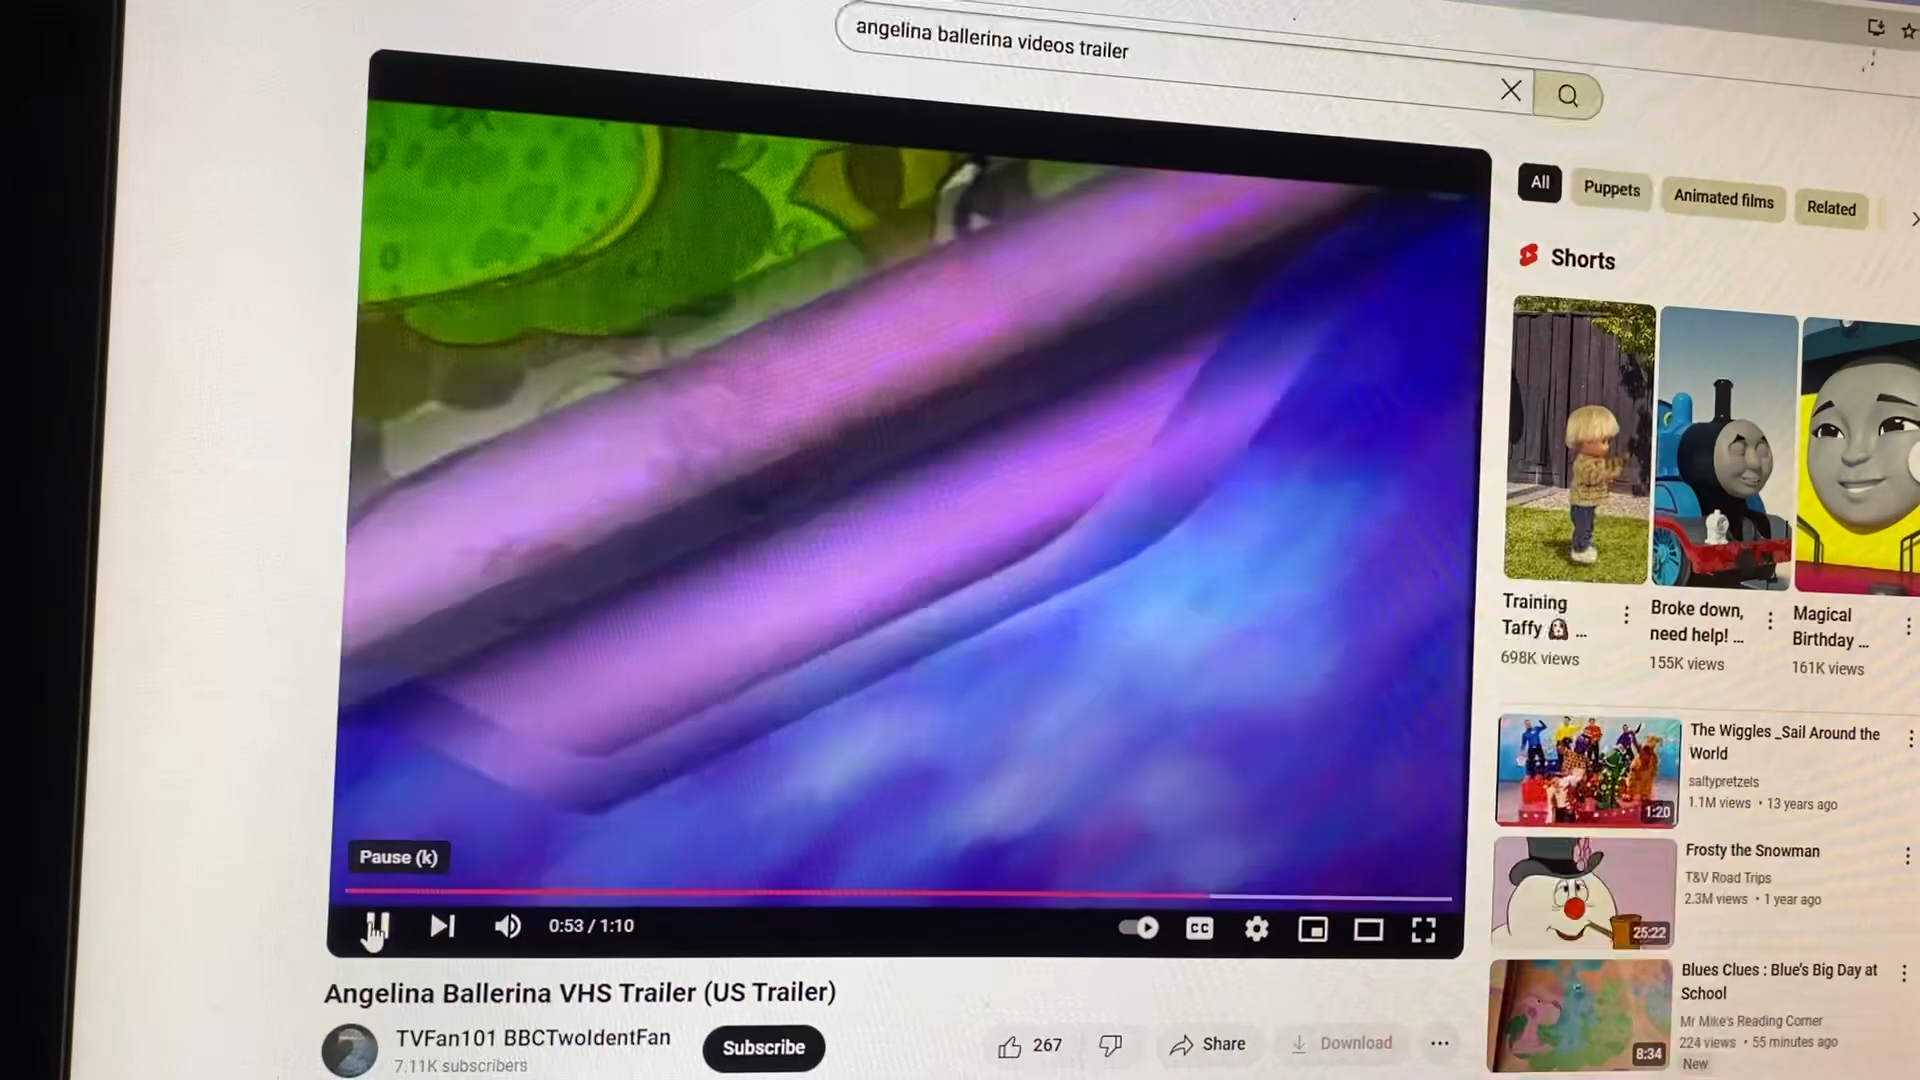 angelina ballerina videos trailer
All
Puppets
Animated films
Related
Shorts
Training
Taffy ...
698K views
Broke down,
need help! ...
155K views
Magical
Birthday ...
161K views
The Wiggles _Sail Around the
World
saltypretzels
1.1M views • 13 years ago
1:20
Frosty the Snowman
T&V Road Trips
2.3M views • 1 year ago
25:22
Blues Clues : Blue's Big Day at
School
Mr Mike's Reading Corner
224 views • 55 minutes ago
New
8:34
Pause (k)
0:53 / 1:10
CC
Angelina Ballerina VHS Trailer (US Trailer)
TVFan101 BBCTwoIdentFan
7.11K subscribers
Subscribe
267
Share
Download